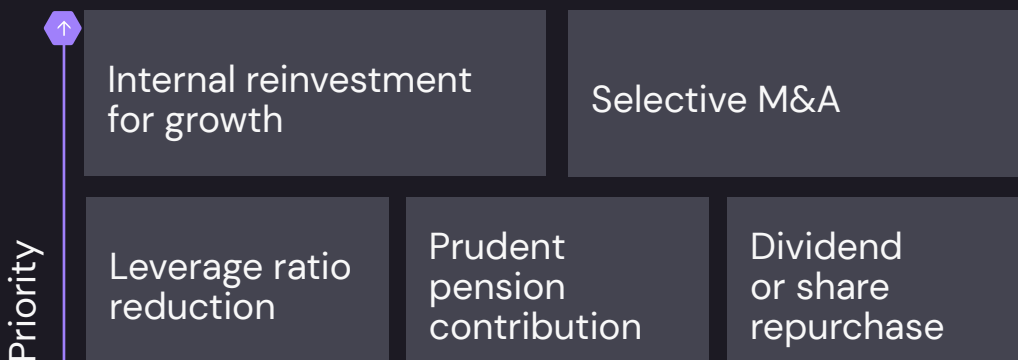 Internal reinvestment
for growth
Selective M&A
Priority
Leverage ratio
reduction
Prudent
pension
contribution
Dividend
or share
repurchase